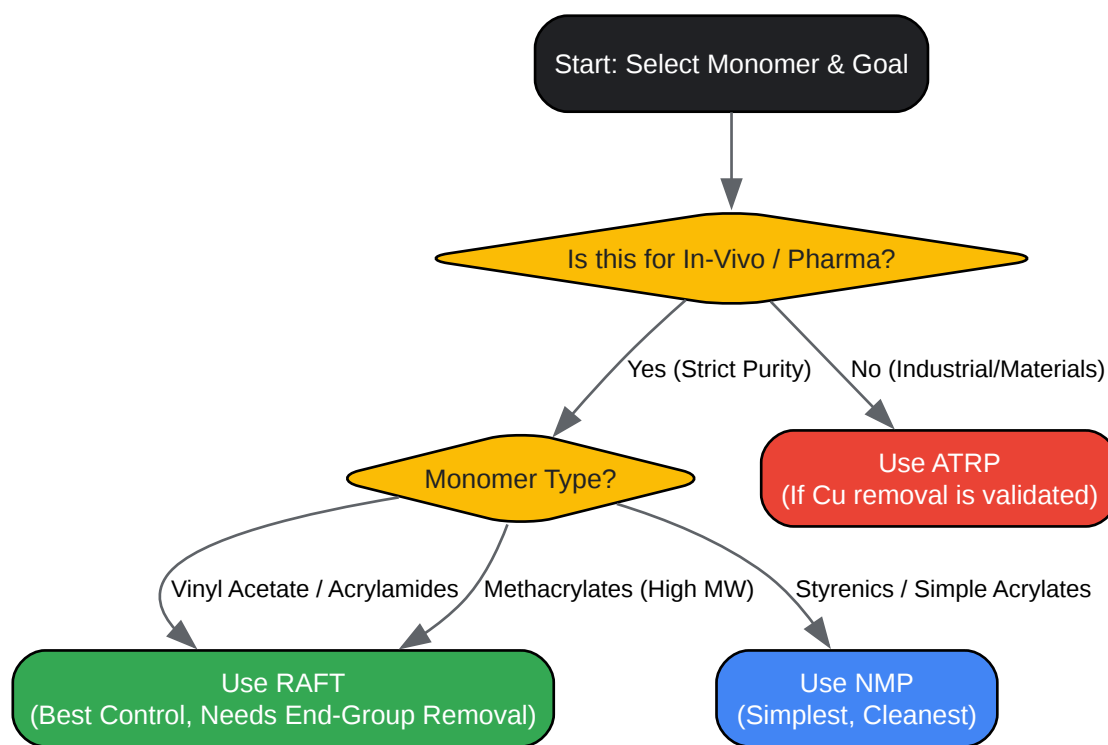 Start: Select Monomer & Goal
Is this for In-Vivo / Pharma?
Yes (Strict Purity)
No (Industrial/Materials)
Monomer Type?
Use ATRP
(If Cu removal is validated)
Vinyl Acetate / Acrylamides
Methacrylates (High MW)
Styrenics / Simple Acrylates
Use RAFT
(Best Control, Needs End-Group Removal)
Use NMP
(Simplest, Cleanest)